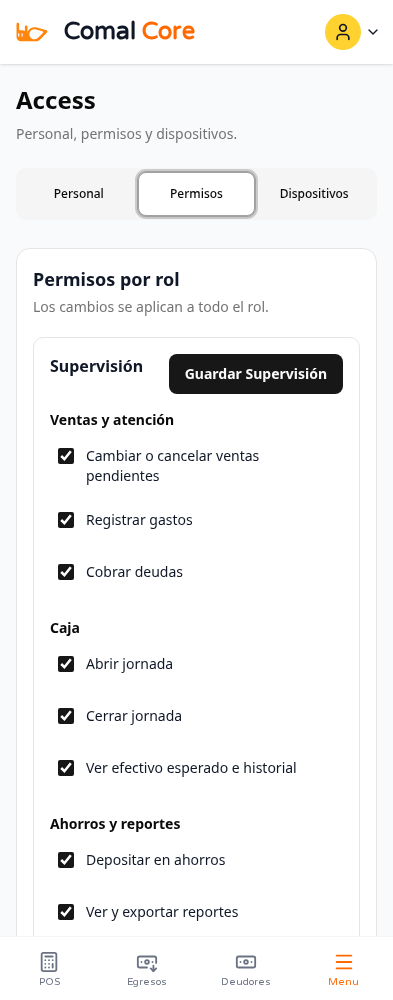 Comal Core
Access
Personal, permisos y dispositivos.
Personal
Permisos
Dispositivos
Permisos por rol
Los cambios se aplican a todo el rol.
Supervisión
Guardar Supervisión
Ventas y atención
Cambiar o cancelar ventas
pendientes
Registrar gastos
Cobrar deudas
Caja
Abrir jornada
Cerrar jornada
Ver efectivo esperado e historial
Ahorros y reportes
Depositar en ahorros
Ver y exportar reportes
POS
Egresos
Deudores
Menu